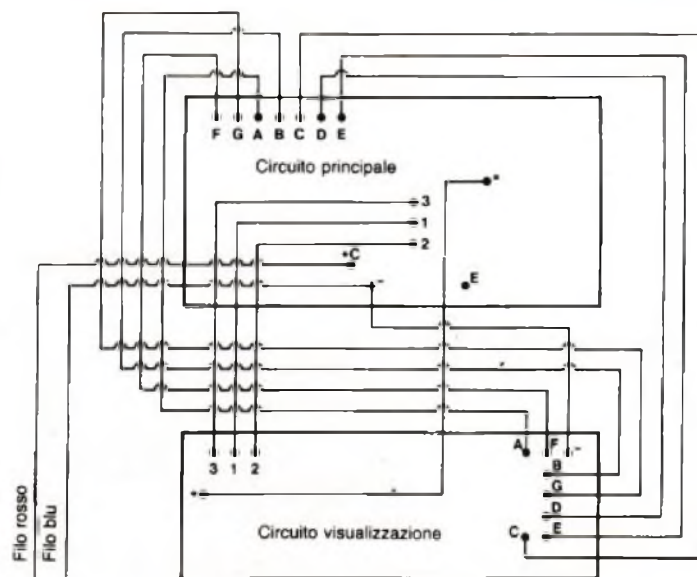 F G A B C D E
Circuito principale
*
3
1
2
+C
-
E
3 1 2
A F -
B
G
D
C E
+
Circuito visualizzazione
Filo rosso
Filo blu